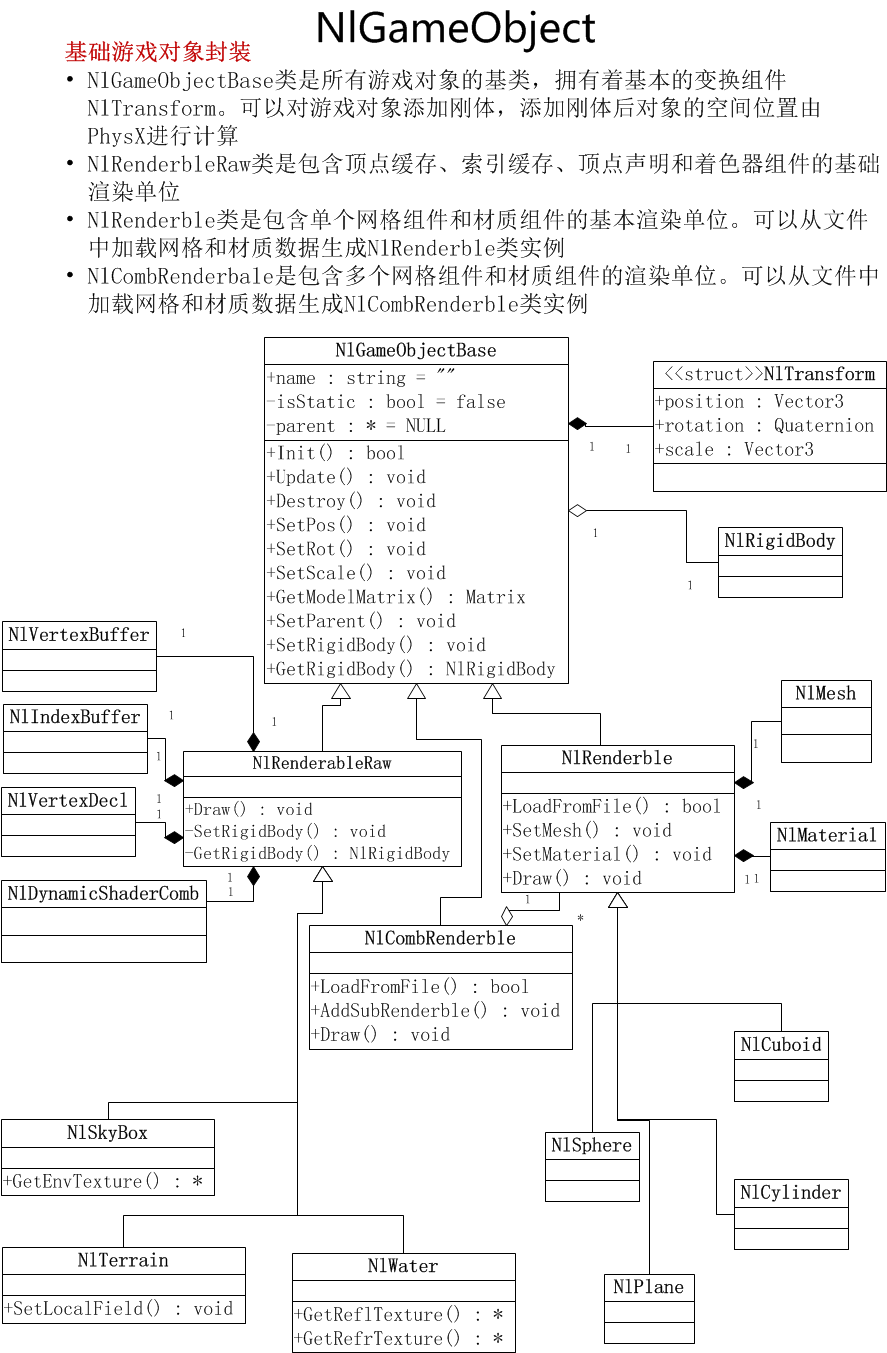 NlGameObject
基础游戏对象封装
• NlGameObjectBase类是所有游戏对象的基类，拥有着基本的变换组件
NlTransform。可以对游戏对象添加刚体，添加刚体后对象的空间位置由
PhysX进行计算
• NlRenderbleRaw类是包含顶点缓存、索引缓存、顶点声明和着色器组件的基础
渲染单位
• NlRenderble类是包含单个网格组件和材质组件的基本渲染单位。可以从文件
中加载网格和材质数据生成NlRenderble类实例
• NlCombRenderbale是包含多个网格组件和材质组件的渲染单位。可以从文件中
加载网格和材质数据生成NlCombRenderble类实例
NlGameObjectBase
+name : string = ""
-isStatic : bool = false
-parent : * = NULL
+Init() : bool
+Update() : void
+Destroy() : void
+SetPos() : void
+SetRot() : void
+SetScale() : void
+GetModelMatrix() : Matrix
+SetParent() : void
+SetRigidBody() : void
+GetRigidBody() : NlRigidBody
<<struct>>NlTransform
+position : Vector3
+rotation : Quaternion
+scale : Vector3
1
1
1
NlRigidBody
1
NlVertexBuffer
1
NlIndexBuffer
1
1
1
NlVertexDecl
1
1
NlRenderableRaw
+Draw() : void
-SetRigidBody() : void
-GetRigidBody() : NlRigidBody
NlMesh
1
NlRenderble
+LoadFromFile() : bool
+SetMesh() : void
+SetMaterial() : void
+Draw() : void
1
NlMaterial
1
1
NlDynamicShaderComb
1
1
1
*
NlCombRenderble
+LoadFromFile() : bool
+AddSubRenderble() : void
+Draw() : void
NlCuboid
NlSkyBox
+GetEnvTexture() : *
NlSphere
NlCylinder
NlTerrain
+SetLocalField() : void
NlWater
+GetReflTexture() : *
+GetRefrTexture() : *
NlPlane